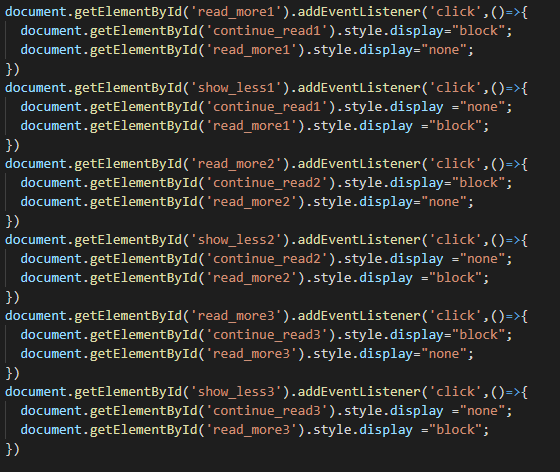 document.getElementById('read_more1').addEventListener('click',()=>{
  document.getElementById('continue_read1').style.display="block";
  document.getElementById('read_more1').style.display="none";
})
document.getElementById('show_less1').addEventListener('click',()=>{
  document.getElementById('continue_read1').style.display ="none";
  document.getElementById('read_more1').style.display ="block";
})
document.getElementById('read_more2').addEventListener('click',()=>{
  document.getElementById('continue_read2').style.display="block";
  document.getElementById('read_more2').style.display="none";
})
document.getElementById('show_less2').addEventListener('click',()=>{
  document.getElementById('continue_read2').style.display ="none";
  document.getElementById('read_more2').style.display ="block";
})
document.getElementById('read_more3').addEventListener('click',()=>{
  document.getElementById('continue_read3').style.display="block";
  document.getElementById('read_more3').style.display="none";
})
document.getElementById('show_less3').addEventListener('click',()=>{
  document.getElementById('continue_read3').style.display ="none";
  document.getElementById('read_more3').style.display ="block";
})